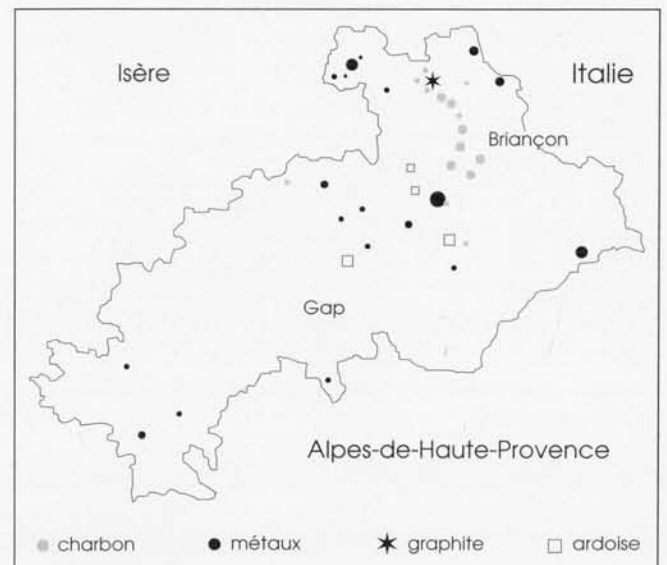 Isère
Italie
Briançon
Gap
Alpes-de-Haute-Provence
charbon métaux graphite ardoise